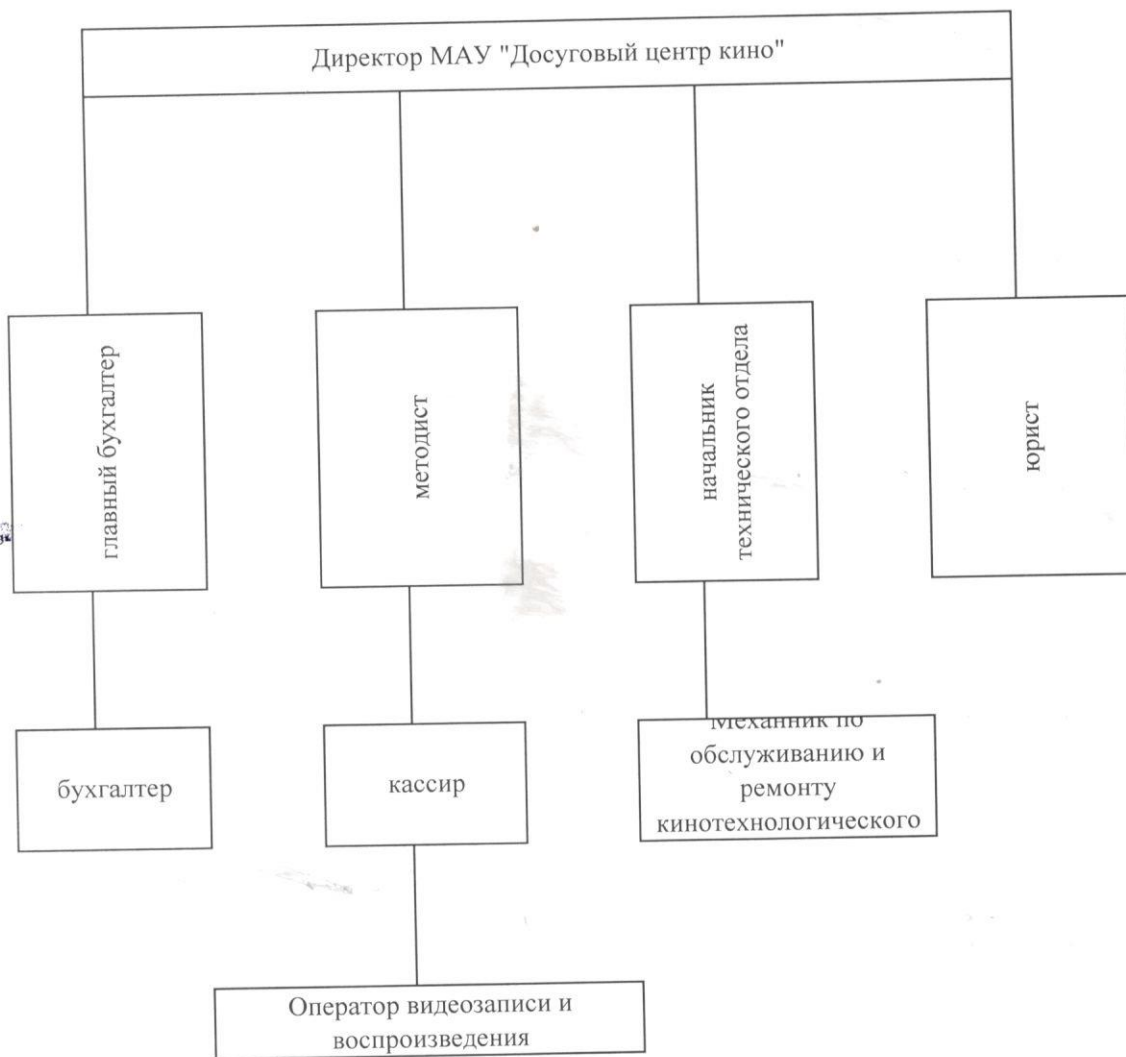 Директор МАУ "Досуговый центр кино"
главный бухгалтер
методист
начальник
технического отдела
юрист
бухгалтер
кассир
Механник по
обслуживанию и
ремонту
кинотехнологического
Оператор видеозаписи и
воспроизведения